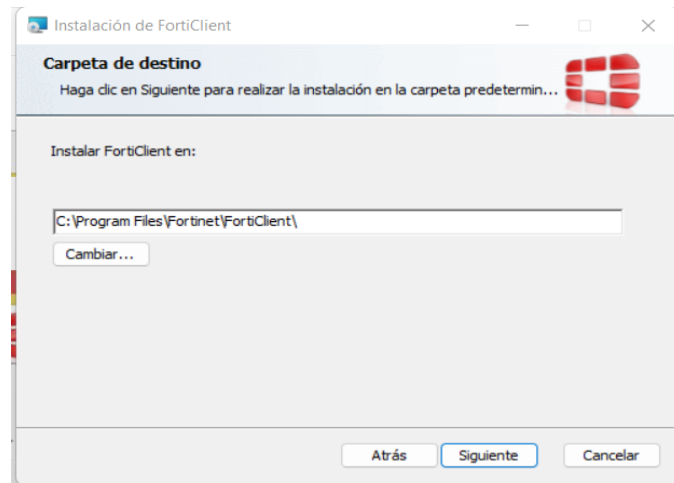 Instalación de FortiClient
Carpeta de destino
Haga clic en Siguiente para realizar la instalación en la carpeta predetermin...
Instalar FortiClient en:
C:\Program Files\Fortinet\FortiClient\
Cambiar...
Atrás Siguiente Cancelar